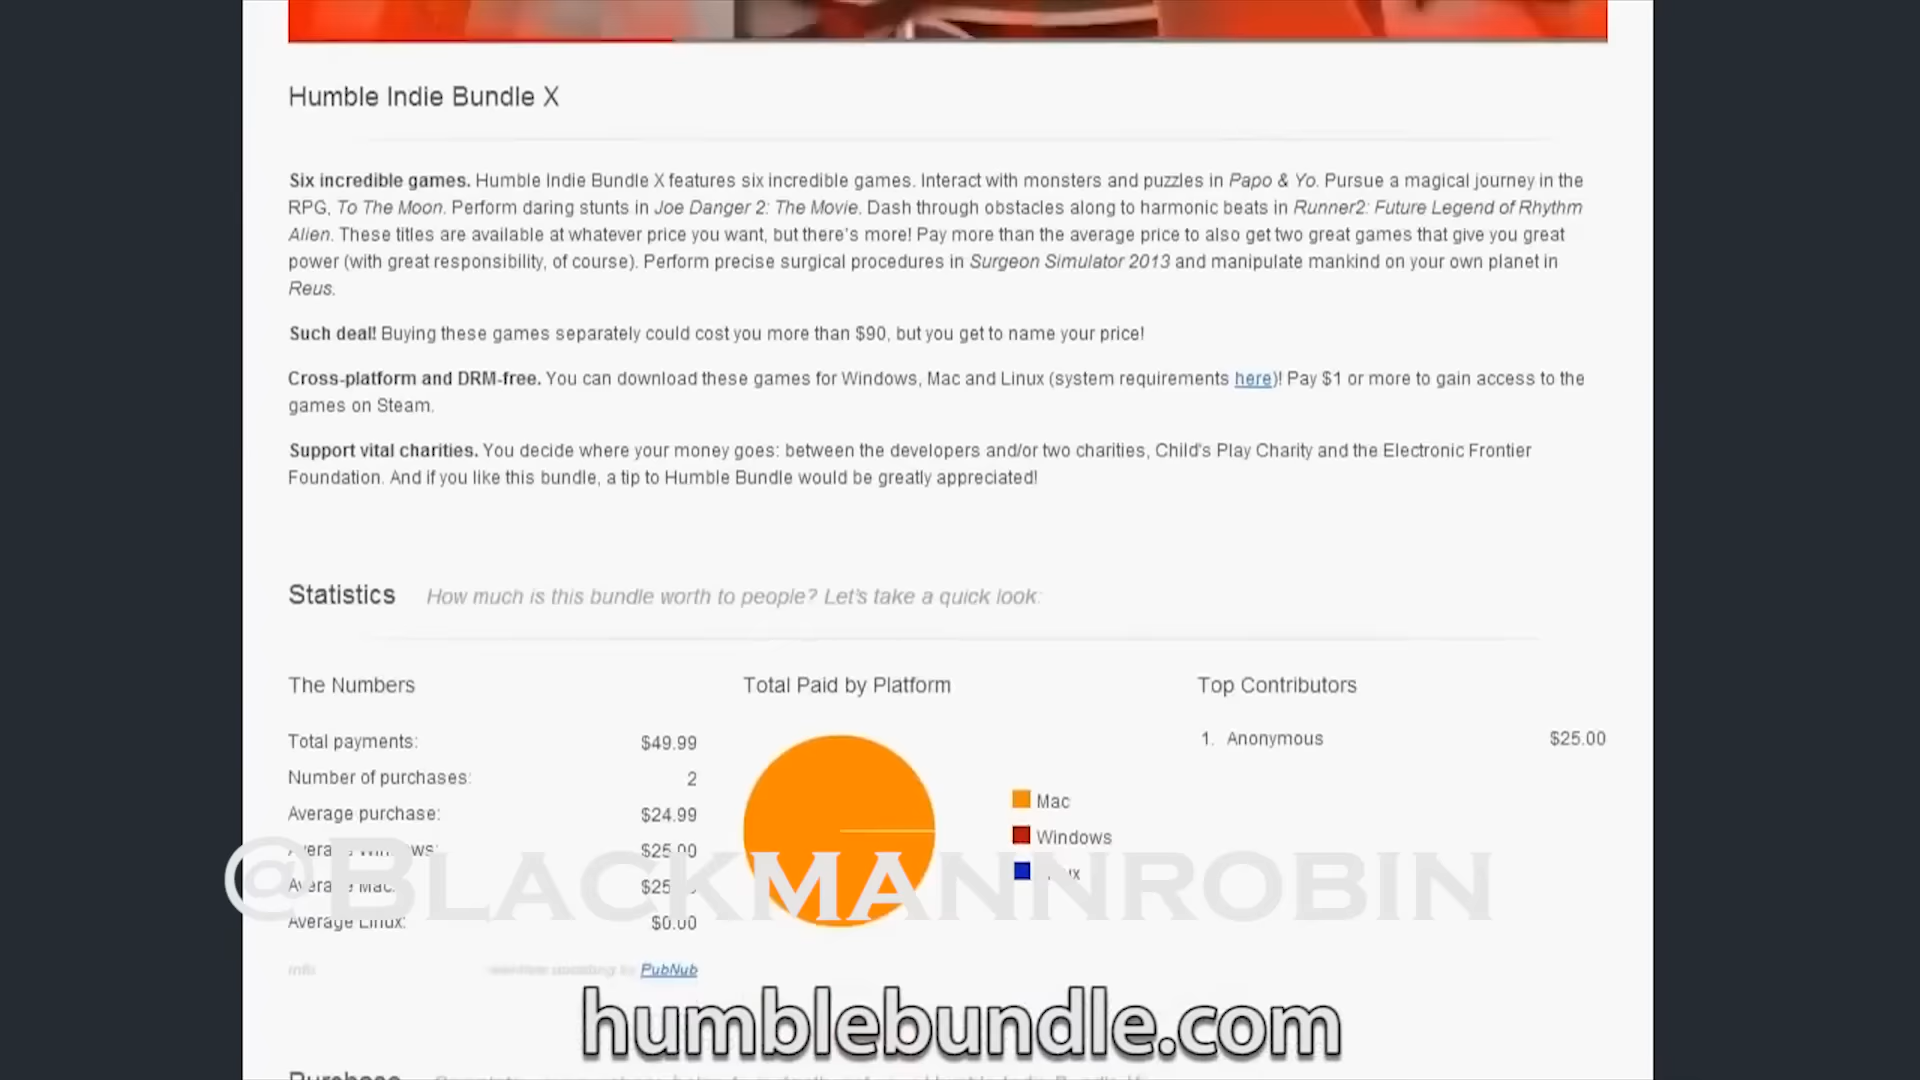 Humble Indie Bundle X
Six incredible games. Humble Indie Bundle X features six incredible games. Interact with monsters and puzzles in Papo & Yo. Pursue a magical journey in the
RPG, To The Moon. Perform daring stunts in Joe Danger 2: The Movie. Dash through obstacles along to harmonic beats in Runner2: Future Legend of Rhythm
Alien. These titles are available at whatever price you want, but there's more! Pay more than the average price to also get two great games that give you great
power (with great responsibility, of course). Perform precise surgical procedures in Surgeon Simulator 2013 and manipulate mankind on your own planet in
Reus.
Such deal! Buying these games separately could cost you more than $90, but you get to name your price!
Cross-platform and DRM-free. You can download these games for Windows, Mac and Linux (system requirements here)! Pay $1 or more to gain access to the
games on Steam.
Support vital charities. You decide where your money goes: between the developers and/or two charities, Child's Play Charity and the Electronic Frontier
Foundation. And if you like this bundle, a tip to Humble Bundle would be greatly appreciated!
Statistics How much is this bundle worth to people? Let's take a quick look:
The Numbers
Total payments: $49.99
Number of purchases: 2
Average purchase: $24.99
$25.00
Mac:
Average Linux: $0.00
PubNub
Total Paid by Platform
Mac
Windows
Top Contributors
1. Anonymous $25.00
@BLACKMANNROBIN
humblebundle.com